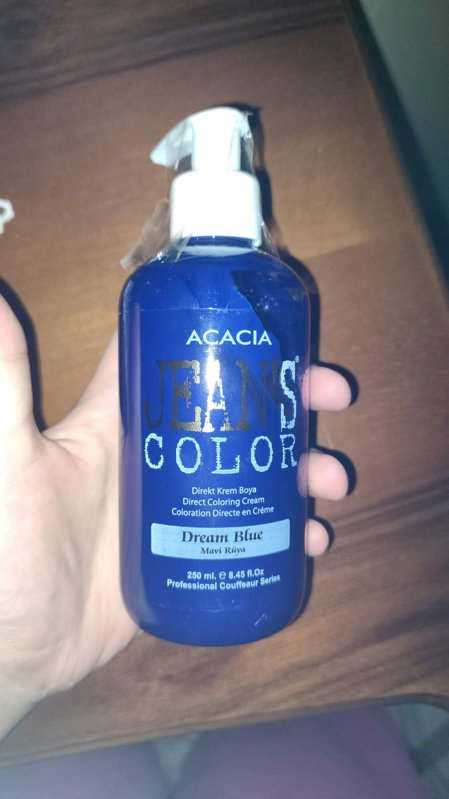 ACACIA
JEAN'S
COLOR
Direkt Krem Boya
Direct Coloring Cream
Coloration Directe en Créme
Dream Blue
Mavi Rüya
250 ml. ℮ 8.45 fl.Oz
Professional Couffeaur Series